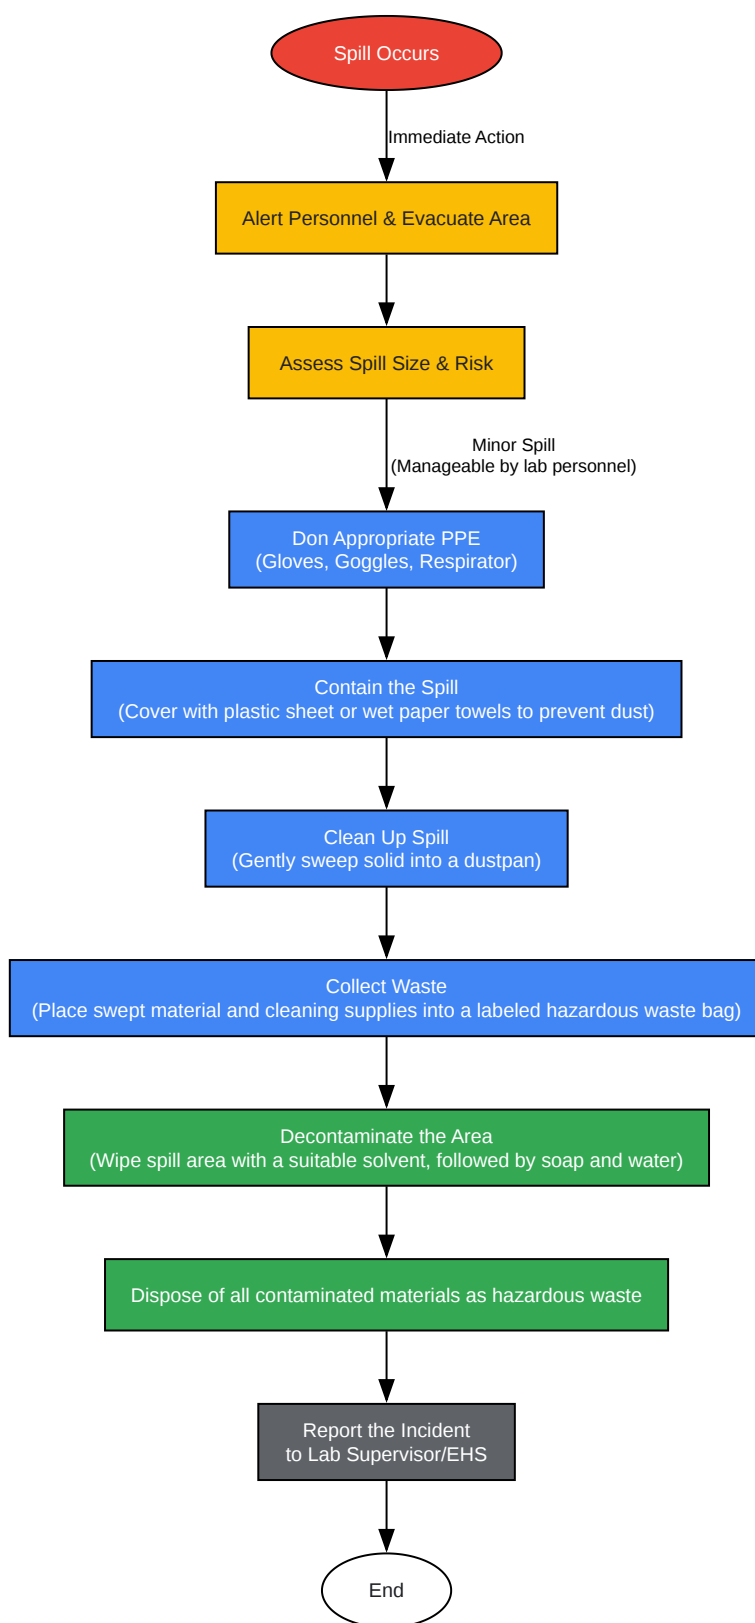 Spill Occurs
Immediate Action
Alert Personnel & Evacuate Area
Assess Spill Size & Risk
Minor Spill
(Manageable by lab personnel)
Don Appropriate PPE
(Gloves, Goggles, Respirator)
Contain the Spill
(Cover with plastic sheet or wet paper towels to prevent dust)
Clean Up Spill
(Gently sweep solid into a dustpan)
Collect Waste
(Place swept material and cleaning supplies into a labeled hazardous waste bag)
Decontaminate the Area
(Wipe spill area with a suitable solvent, followed by soap and water)
Dispose of all contaminated materials as hazardous waste
Report the Incident
to Lab Supervisor/EHS
End